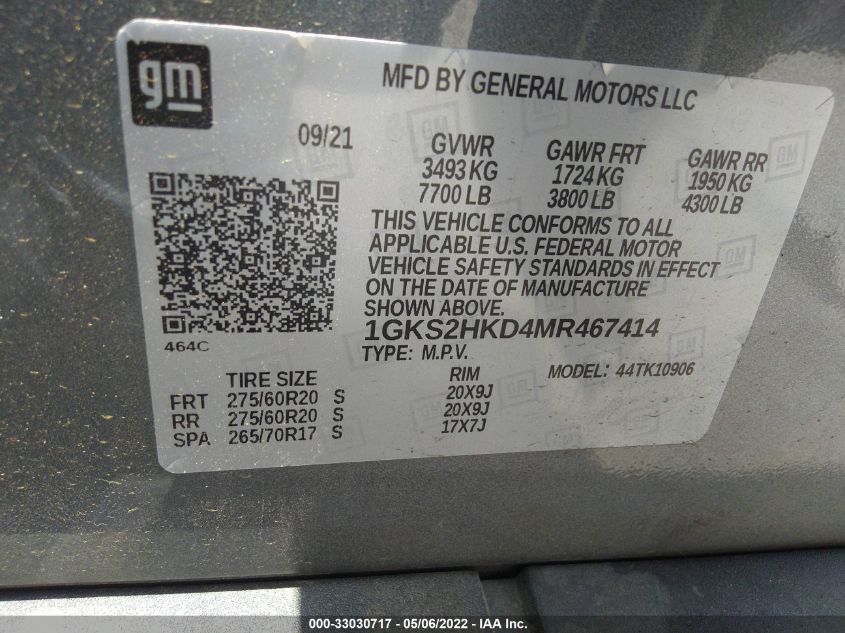 gm
MFD BY GENERAL MOTORS LLC
09/21
GVWR GAWR FRT GAWR RR
3493 KG 1724 KG 1950 KG
7700 LB 3800 LB 4300 LB
THIS VEHICLE CONFORMS TO ALL
APPLICABLE U.S. FEDERAL MOTOR
VEHICLE SAFETY STANDARDS IN EFFECT
ON THE DATE OF MANUFACTURE
SHOWN ABOVE.
464C
1GKS2HKD4MR467414
TYPE: M.P.V. MODEL: 44TK10906
TIRE SIZE RIM
FRT 275/60R20 S 20X9J
RR 275/60R20 S 20X9J
SPA 265/70R17 S 17X7J
000-33030717 - 05/06/2022 - IAA Inc.